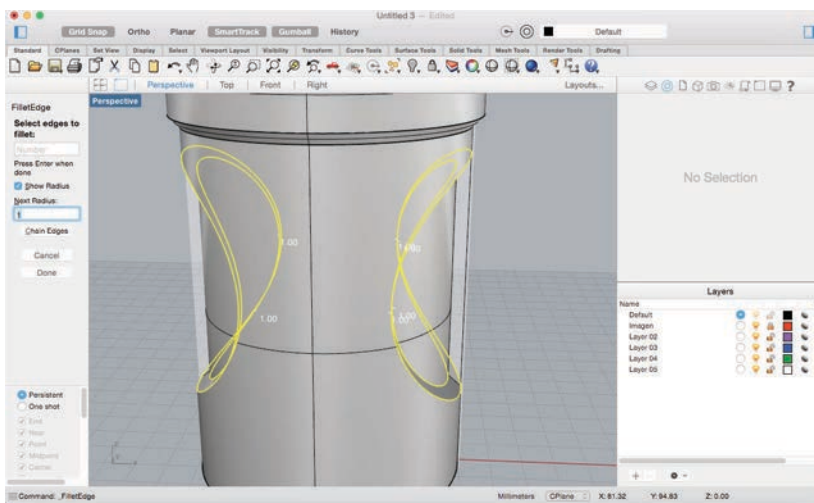 Untitled 3 — Edited
Grid Snap Ortho Planar SmartTrack Gumball History
Default
Standard CPlanes Set View Display Select Viewport Layout Visibility Transform Curve Tools Surface Tools Solid Tools Mesh Tools Render Tools Drafting
Perspective Top Front Right Layouts...
Perspective
FilletEdge
Select edges to
fillet:
Number
Press Enter when
done
Show Radius
Next Radius:
1
Chain Edges
Cancel
Done
1.00
1.00
1.00
No Selection
Layers
Name
Default
Imagen
Layer 02
Layer 03
Layer 04
Layer 05
Persistent
One shot
End
Near
Point
Midpoint
Center
Command: _FilletEdge
Millimeters CPlane X: 81.32 Y: 94.83 Z: 0.00